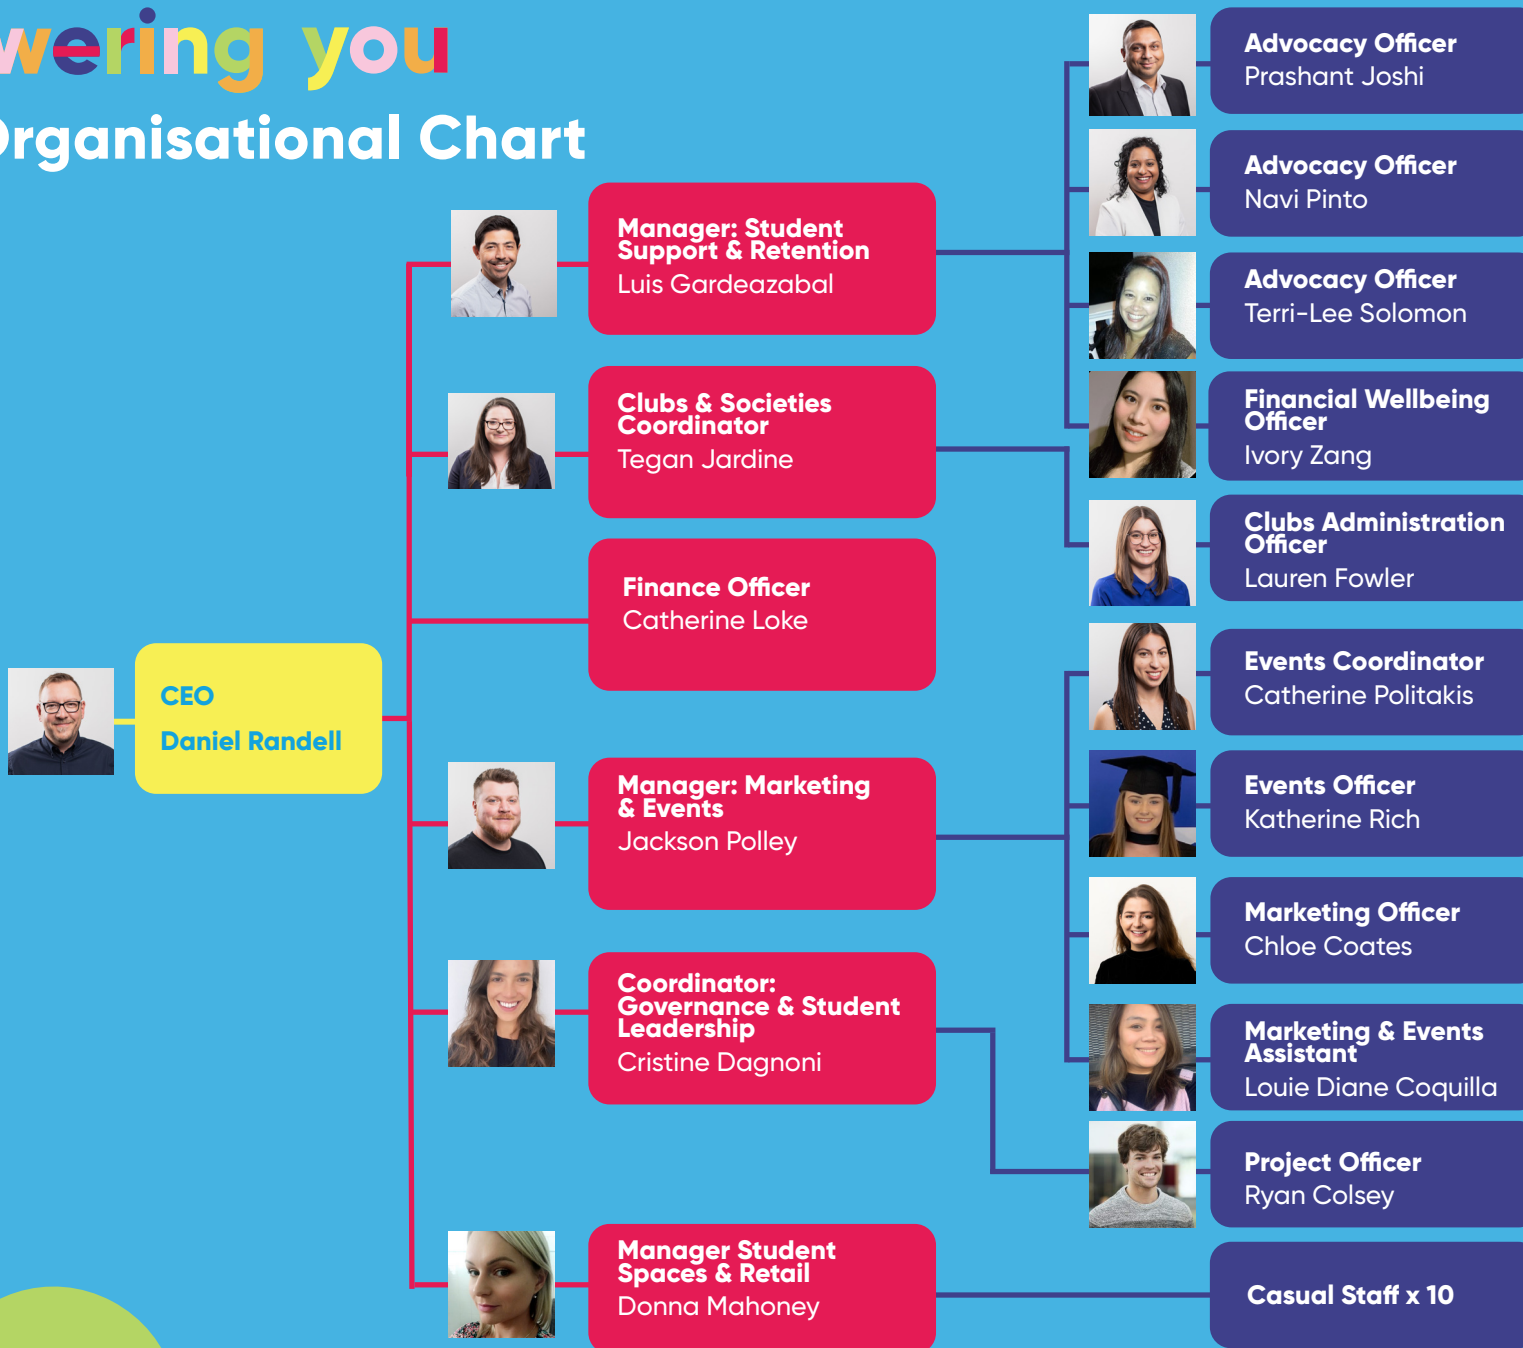 wering you
Organisational Chart
CEO
Daniel Randell
Manager: Student
Support & Retention
Luis Gardeazabal
Clubs & Societies
Coordinator
Tegan Jardine
Finance Officer
Catherine Loke
Manager: Marketing
& Events
Jackson Polley
Coordinator:
Governance & Student
Leadership
Cristine Dagnoni
Manager Student
Spaces & Retail
Donna Mahoney
Advocacy Officer
Prashant Joshi
Advocacy Officer
Navi Pinto
Advocacy Officer
Terri-Lee Solomon
Financial Wellbeing
Officer
Ivory Zang
Clubs Administration
Officer
Lauren Fowler
Events Coordinator
Catherine Politakis
Events Officer
Katherine Rich
Marketing Officer
Chloe Coates
Marketing & Events
Assistant
Louie Diane Coquilla
Project Officer
Ryan Colsey
Casual Staff x 10